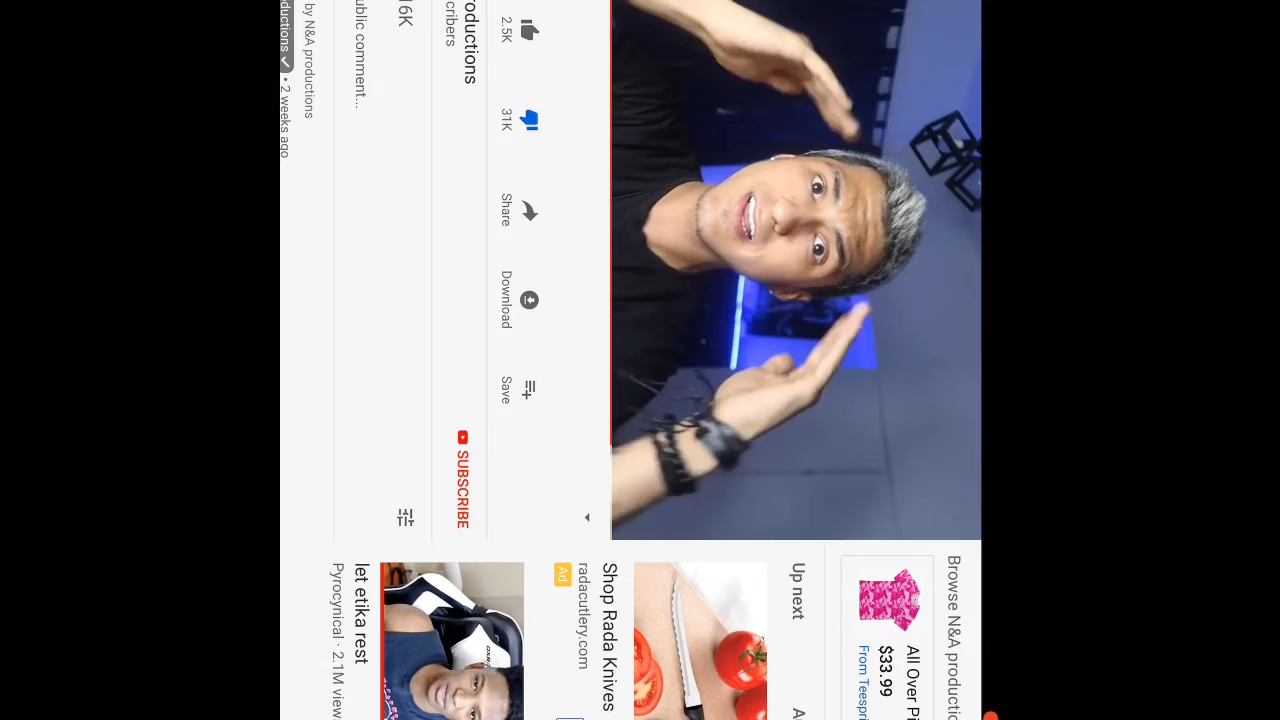 2.5K
31K
Share
Download
Save
roductions
cribers
SUBSCRIBE
16K
ublic comment...
by N&A productions
ductions
• 2 weeks ago
Browse N&A productio
All Over Pi
$33.99
From Teespri
Up next
A
Shop Rada Knives
radacutlery.com
Ad
let etika rest
Pyrocynical · 2.1M view